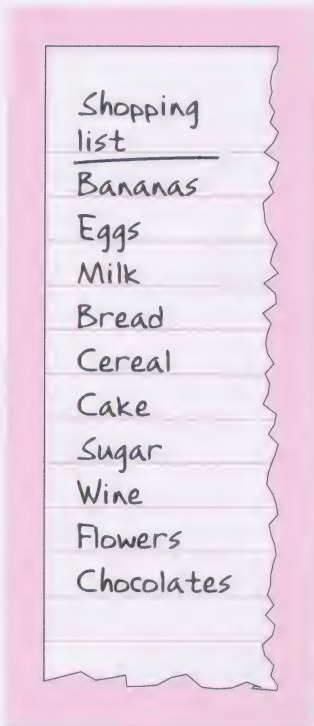 Shopping
list
Bananas
Eggs
Milk
Bread
Cereal
Cake
Sugar
Wine
Flowers
Chocolates